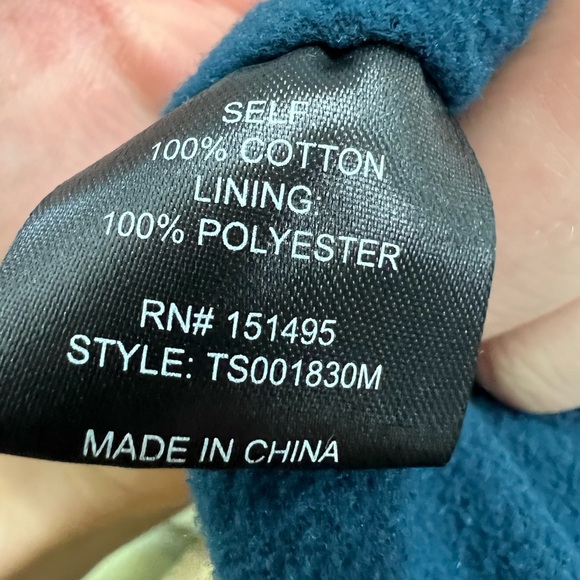 SELF
100% COTTON
LINING:
100% POLYESTER
RN# 151495
STYLE: TS001830M
MADE IN CHINA